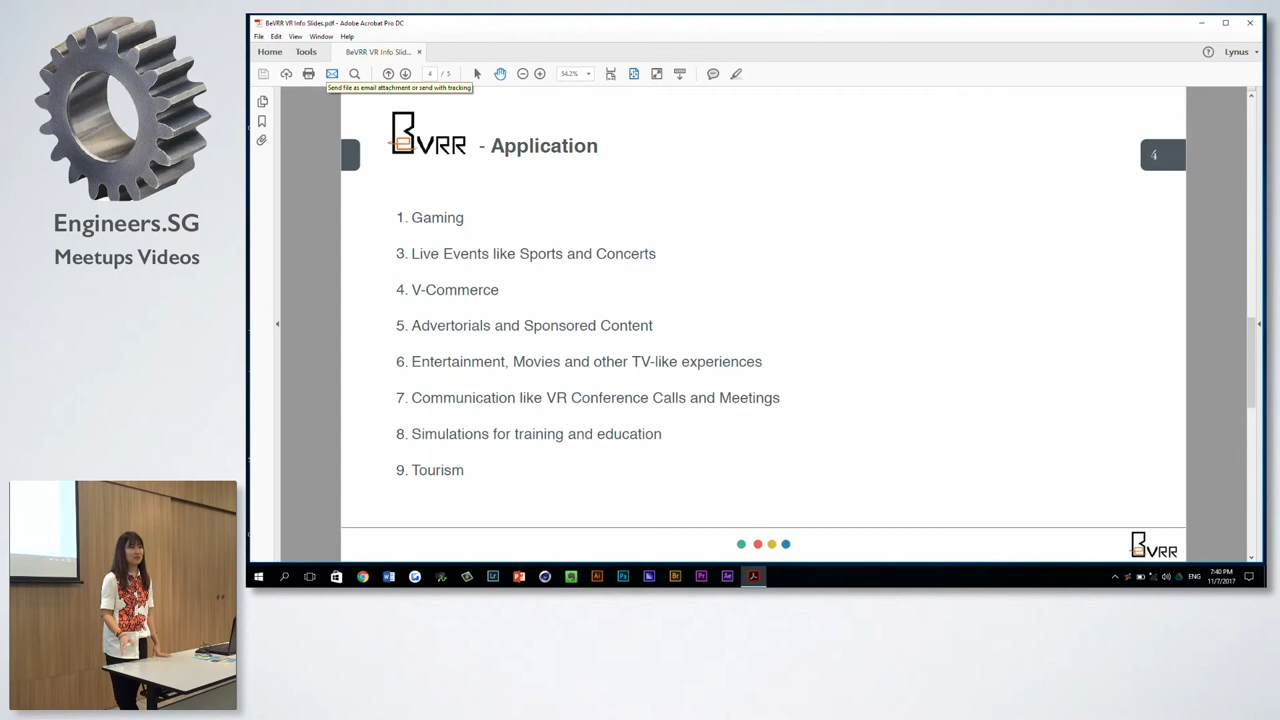 BeVRR VR Info Slides.pdf - Adobe Acrobat Pro DC
File Edit View Window Help
Home Tools BeVRR VR Info Slid... ×
Lynus
4 / 5 54.2%
Send file as email attachment or send with tracking
BeVRR - Application
4
1. Gaming
3. Live Events like Sports and Concerts
4. V-Commerce
5. Advertorials and Sponsored Content
6. Entertainment, Movies and other TV-like experiences
7. Communication like VR Conference Calls and Meetings
8. Simulations for training and education
9. Tourism
BeVRR
ENG 7:40 PM
11/7/2017
Engineers.SG
Meetups Videos